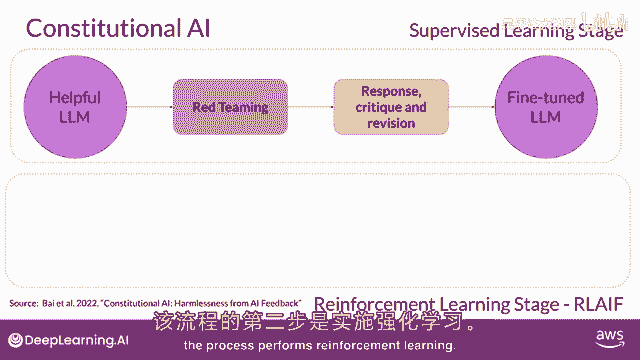 Constitutional AI
Supervised Learning Stage
Helpful
LLM
Red Teaming
Response,
critique and
revision
Fine-tuned
LLM
Source: Bai et al. 2022, "Constitutional AI: Harmlessness from AI Feedback"
Reinforcement Learning Stage - RLAIF
该流程的第二步是实施强化学习。
the process performs reinforcement learning.
DeepLearning.AI
aws